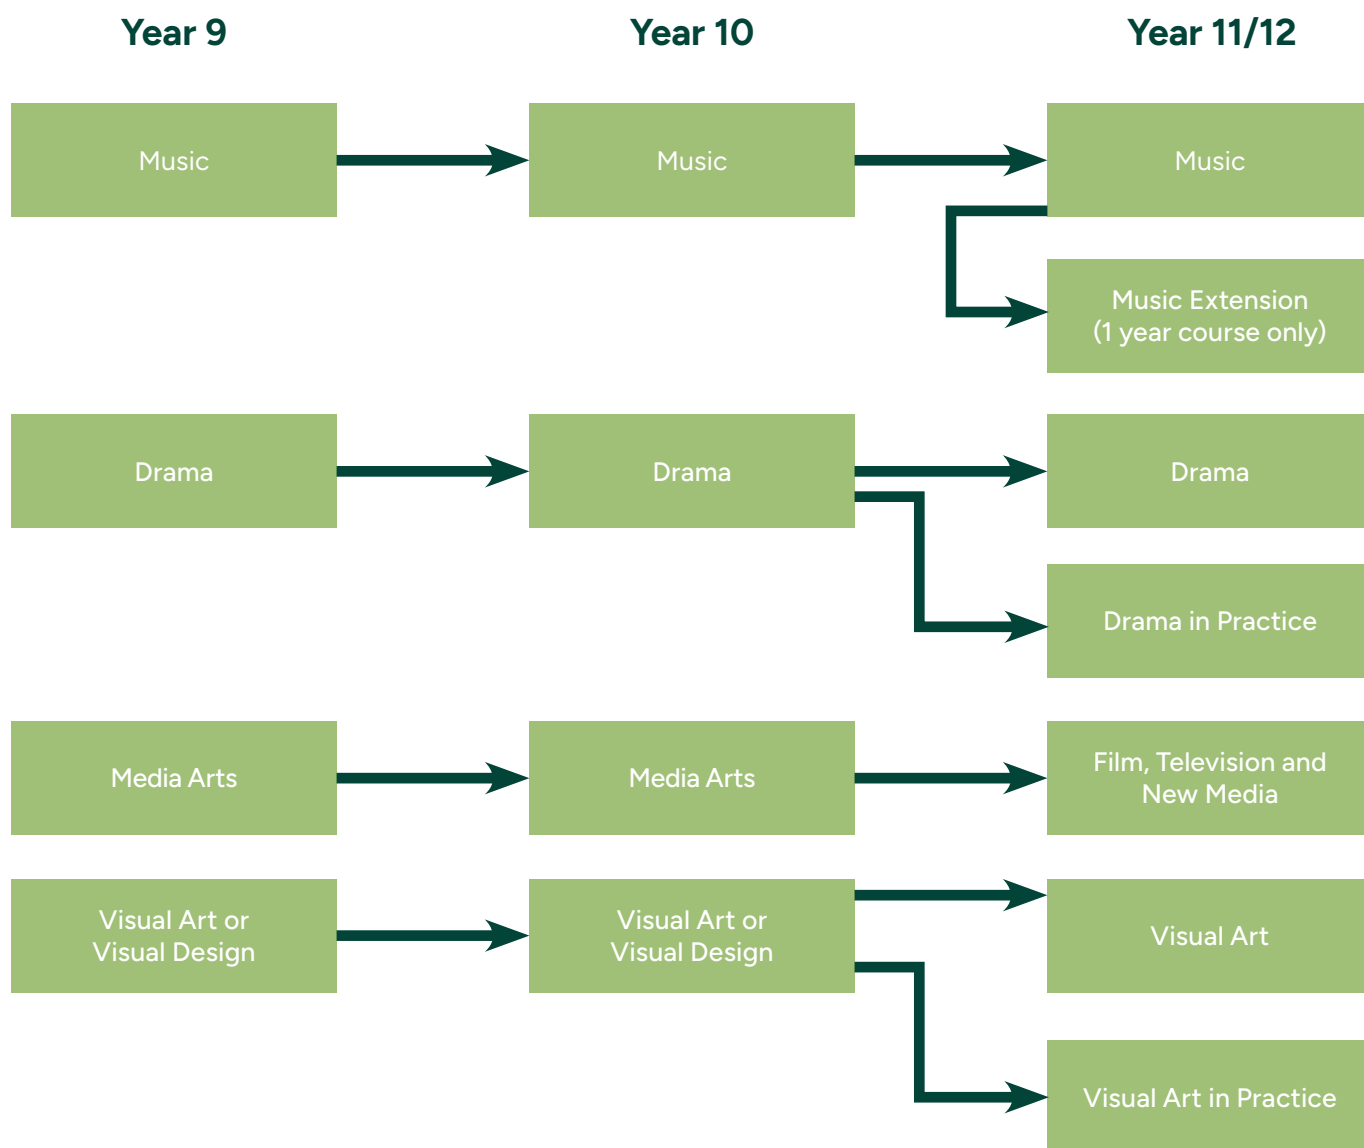 Year 9
Year 10
Year 11/12
Music
Music
Music
Music Extension
(1 year course only)
Drama
Drama
Drama
Drama in Practice
Media Arts
Media Arts
Film, Television and
New Media
Visual Art or
Visual Design
Visual Art or
Visual Design
Visual Art
Visual Art in Practice